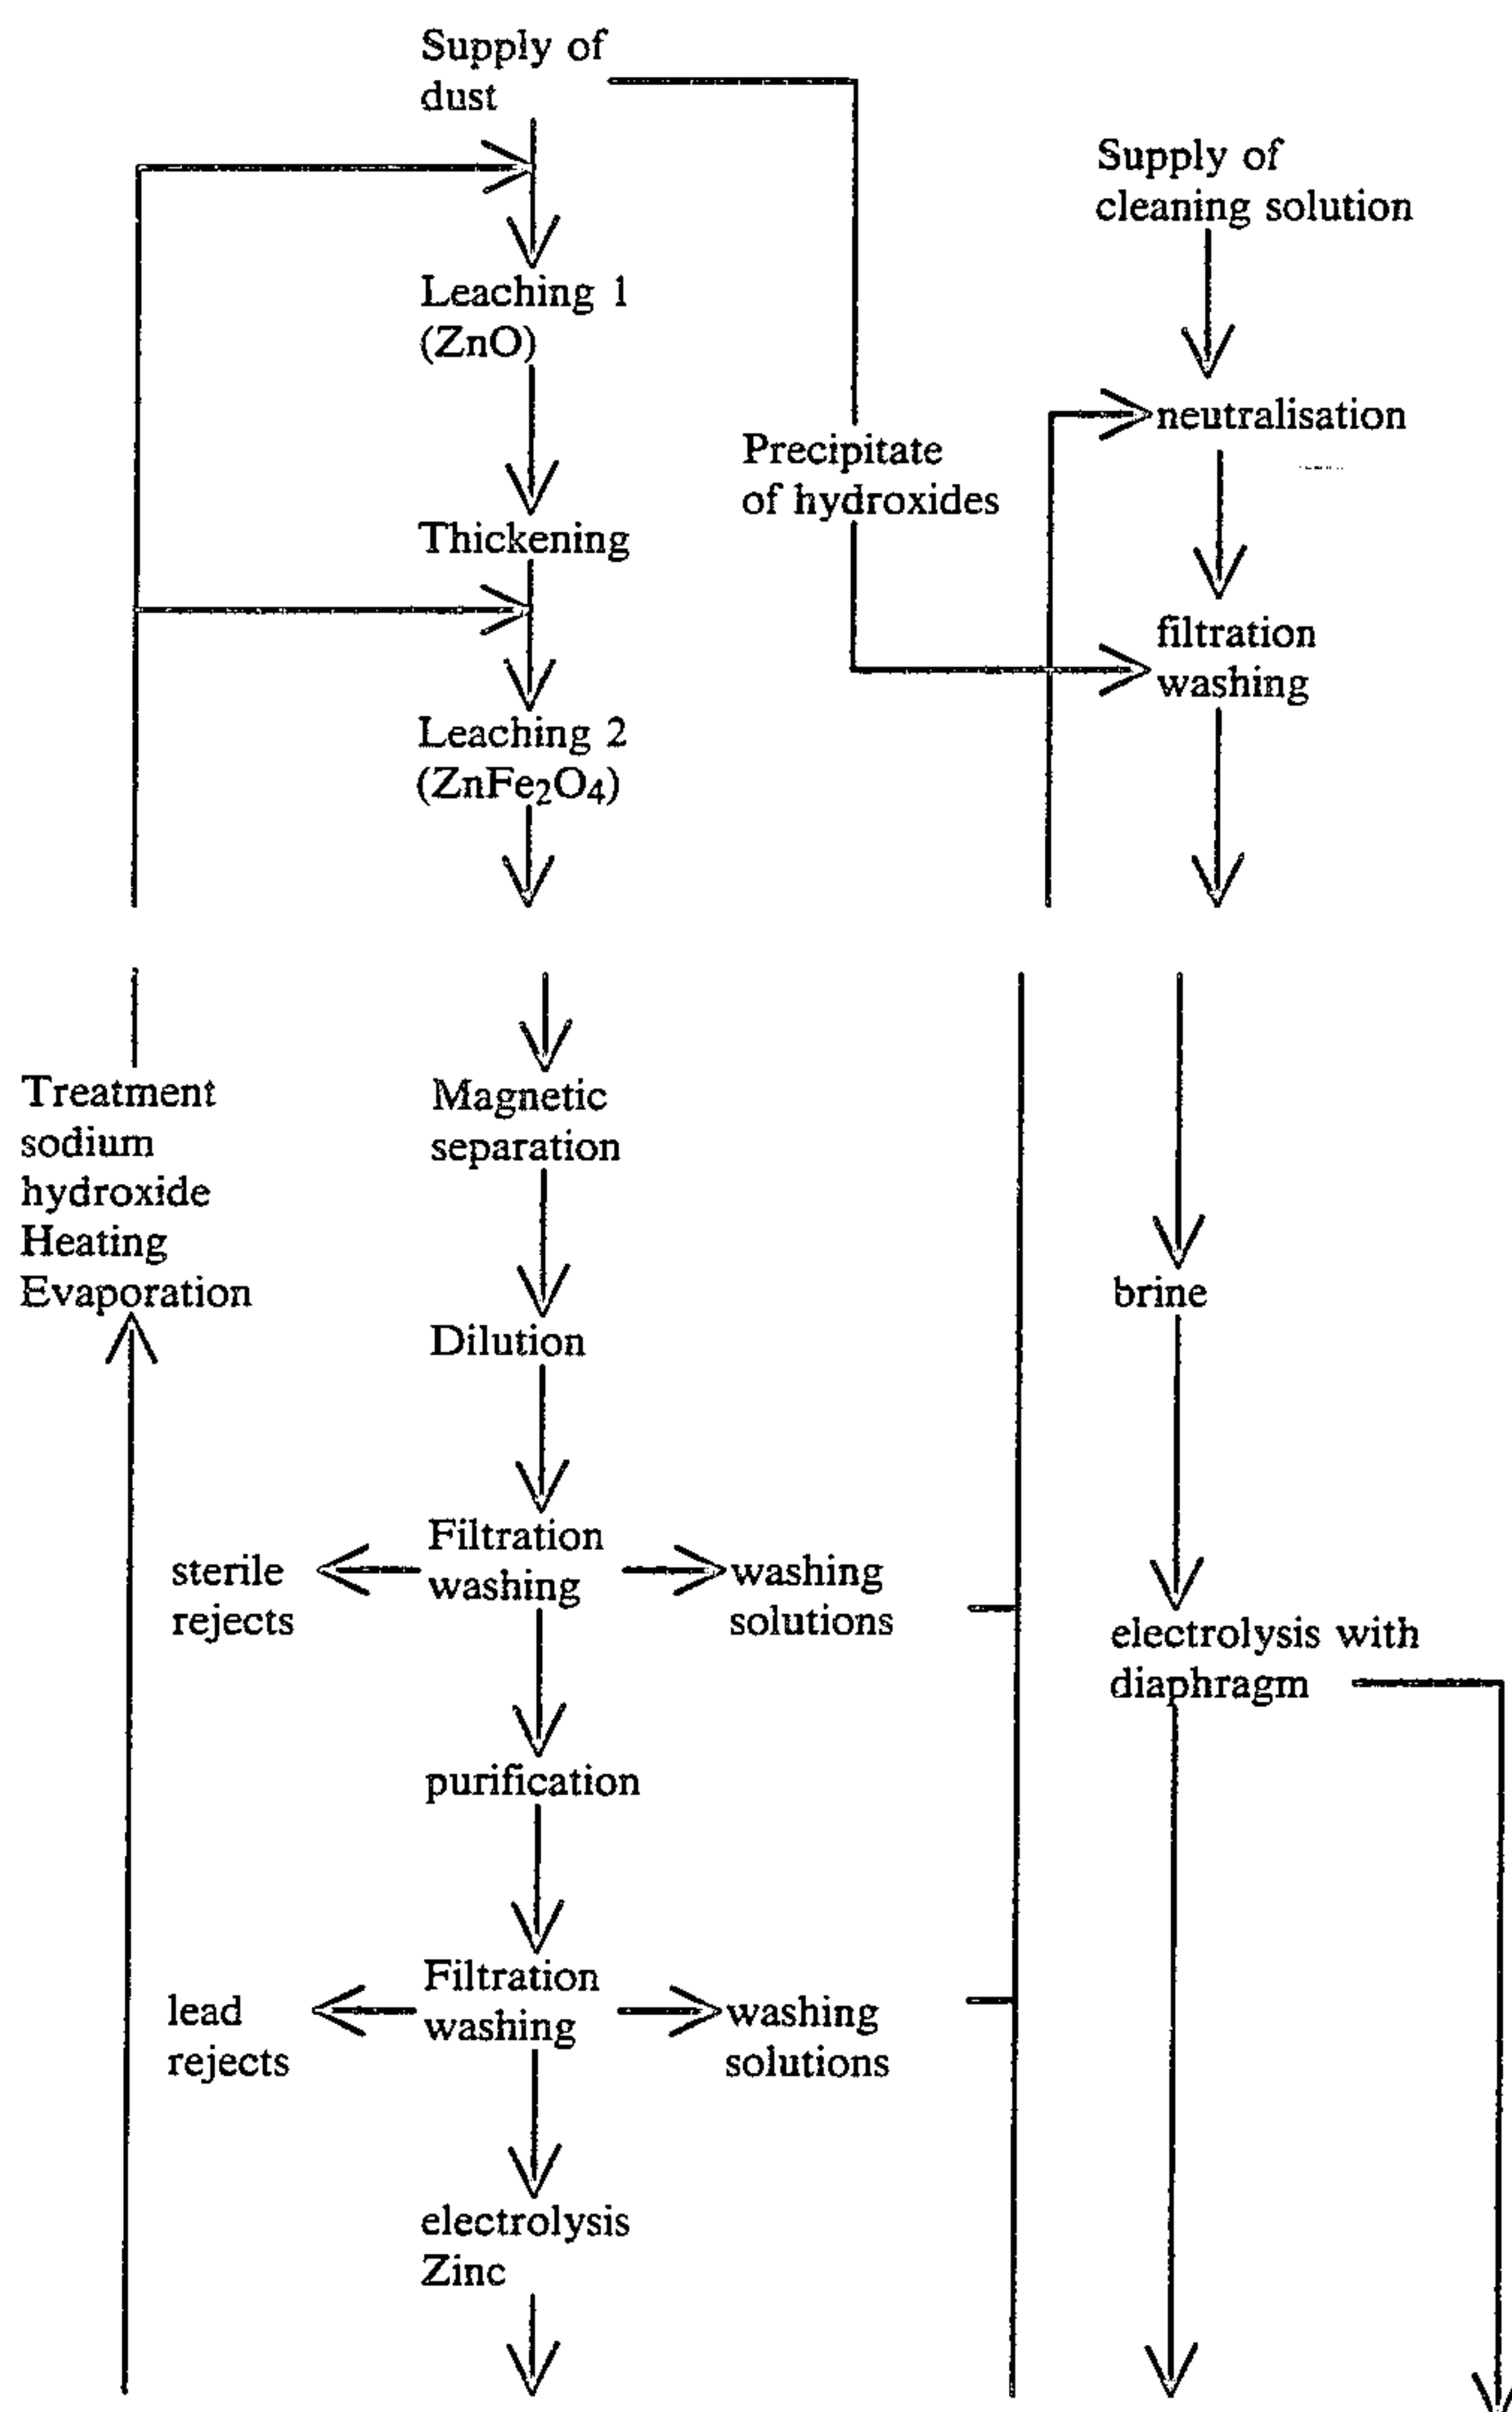 Supply of
dust
Supply of
cleaning solution
Leaching 1
(ZnO)
neutralisation
Precipitate
of hydroxides
Thickening
filtration
washing
Leaching 2
(ZnFe2O4)
Treatment
sodium
hydroxide
Heating
Evaporation
Magnetic
separation
brine
Dilution
Filtration
washing
sterile
rejects
washing
solutions
electrolysis with
diaphragm
purification
Filtration
washing
lead
rejects
washing
solutions
electrolysis
Zinc